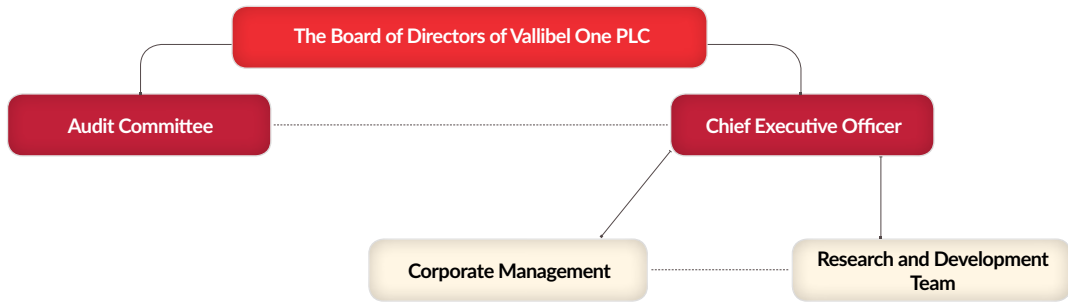 The Board of Directors of Vallibel One PLC
Audit Committee
Chief Executive Officer
Corporate Management
Research and Development
Team